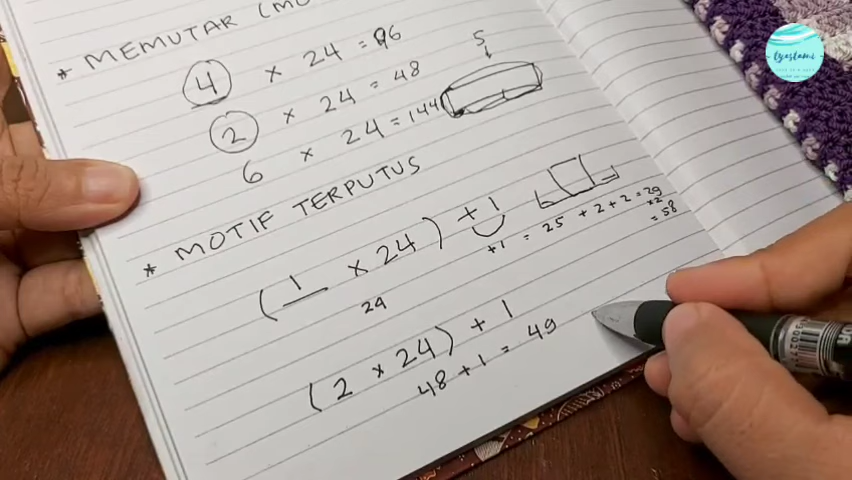 * MEMUTAR (MO
4 x 24 = 96
2 x 24 = 48
6 x 24 = 144
5
* MOTIF TERPUTUS
(1 x 24) + 1
24
+1 = 25 + 2 + 2 = 29
x2
= 58
(2 x 24) + 1
48 + 1 = 49